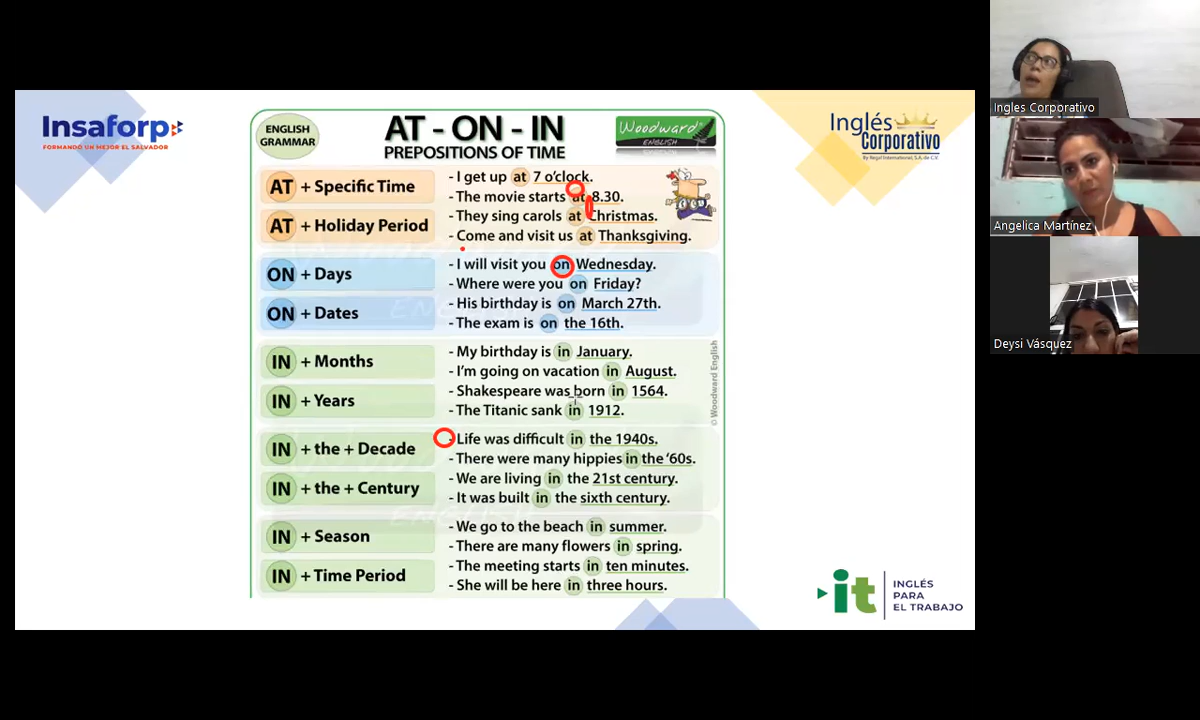 Insaforp
FORMANDO UN MEJOR EL SALVADOR
ENGLISH
GRAMMAR
AT - ON - IN
PREPOSITIONS OF TIME
Woodward
ENGLISH
Inglés
Corporativo
By Regal International, S.A. de C.V.
AT + Specific Time
- I get up at 7 o'clock.
- The movie starts at 8.30.
AT + Holiday Period
- They sing carols at Christmas.
- Come and visit us at Thanksgiving.
ON + Days
- I will visit you on Wednesday.
- Where were you on Friday?
ON + Dates
- His birthday is on March 27th.
- The exam is on the 16th.
IN + Months
- My birthday is in January.
- I'm going on vacation in August.
IN + Years
- Shakespeare was born in 1564.
- The Titanic sank in 1912.
IN + the + Decade
- Life was difficult in the 1940s.
- There were many hippies in the '60s.
IN + the + Century
- We are living in the 21st century.
- It was built in the sixth century.
IN + Season
- We go to the beach in summer.
- There are many flowers in spring.
IN + Time Period
- The meeting starts in ten minutes.
- She will be here in three hours.
© Woodward English
it
INGLÉS
PARA
EL TRABAJO
Ingles Corporativo
Angelica Martínez
Deysi Vásquez